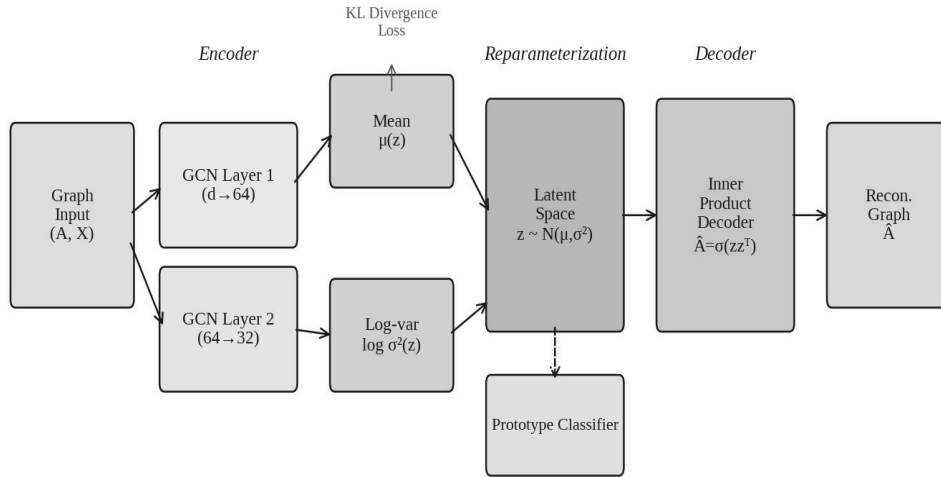 KL Divergence
Loss
Encoder
Reparameterization
Decoder
Graph
Input
(A, X)
GCN Layer 1
(d→64)
GCN Layer 2
(64→32)
Mean
μ(z)
Log-var
log σ²(z)
Latent
Space
z ~ N(μ,σ²)
Prototype Classifier
Inner
Product
Decoder
Â=σ(zzᵀ)
Recon.
Graph
Â